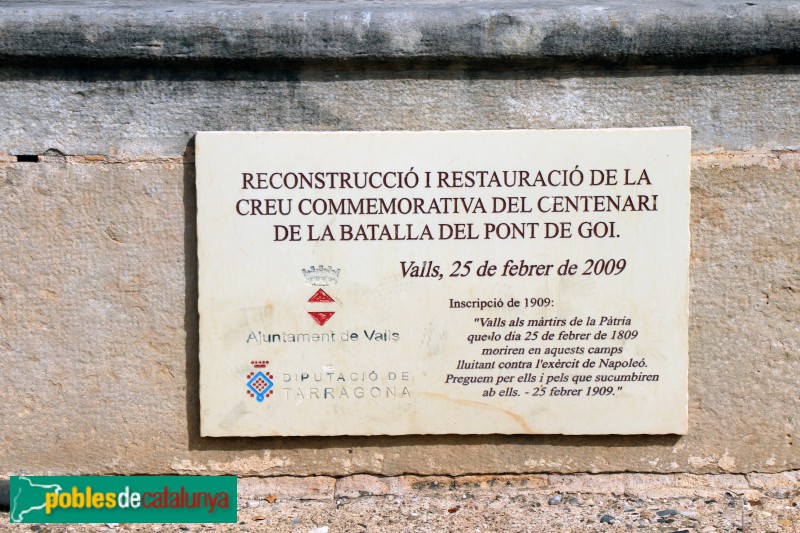 RECONSTRUCCIÓ I RESTAURACIÓ DE LA
CREU COMMEMORATIVA DEL CENTENARI
DE LA BATALLA DEL PONT DE GOI.
Valls, 25 de febrer de 2009
Ajuntament de Valls
DIPUTACIÓ DE
TARRAGONA
Inscripció de 1909:
"Valls als màrtirs de la Pàtria
que·lo dia 25 de febrer de 1809
moriren en aquests camps
lluitant contra l'exèrcit de Napoleó.
Preguem per ells i pels que sucumbiren
ab ells. - 25 febrer 1909."
poblesdecatalunya